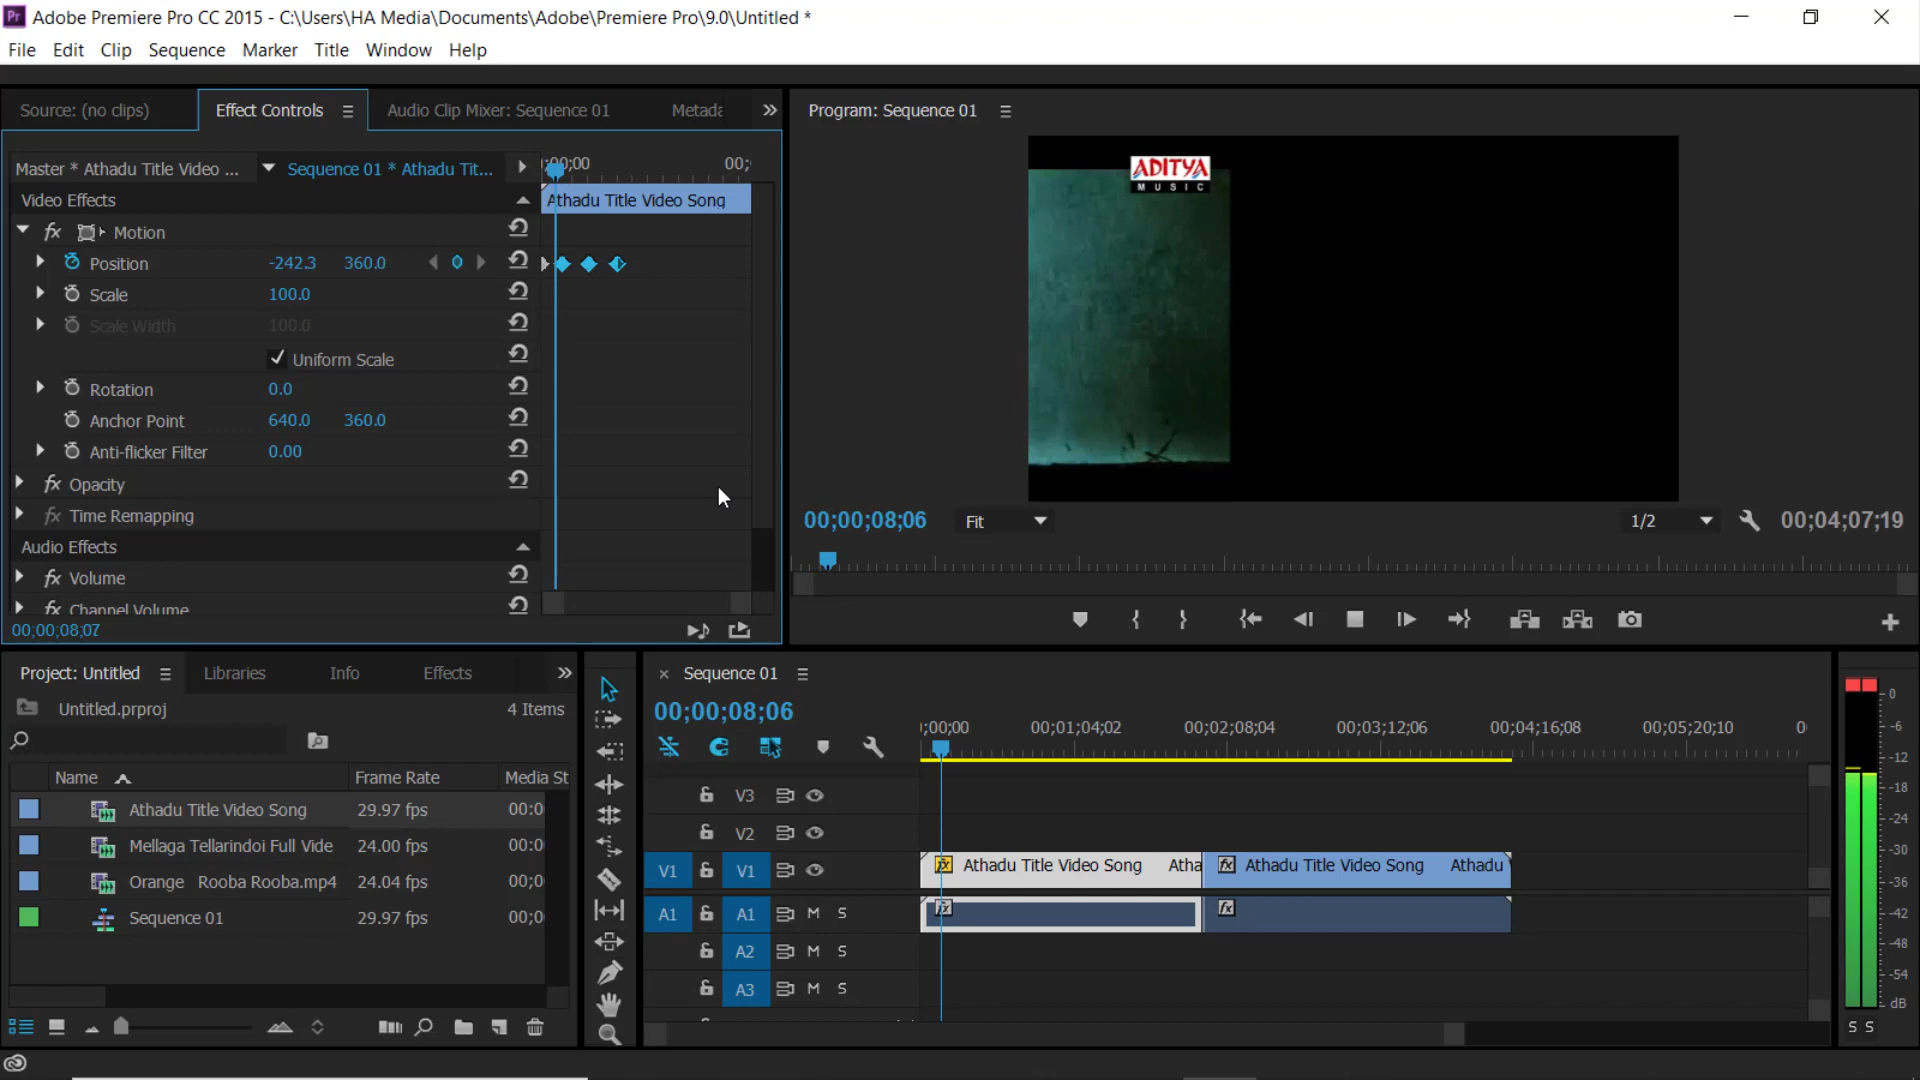 Adobe Premiere Pro CC 2015 - C:\Users\HA Media\Documents\Adobe\Premiere Pro\9.0\Untitled *
File Edit Clip Sequence Marker Title Window Help
Source: (no clips) Effect Controls Audio Clip Mixer: Sequence 01 Metada
Program: Sequence 01
Master * Athadu Title Video ... Sequence 01 * Athadu Tit... 00;
Video Effects
Athadu Title Video Song
fx Motion
Position -242.3 360.0
Scale 100.0
Scale Width 100.0
Uniform Scale
Rotation 0.0
Anchor Point 640.0 360.0
Anti-flicker Filter 0.00
fx Opacity
fx Time Remapping
Audio Effects
fx Volume
fx Channel Volume
00;00;08;07
ADITYA
MUSIC
00;00;08;06 Fit 1/2 00;04;07;19
Project: Untitled Libraries Info Effects
Untitled.prproj 4 Items
Name Frame Rate Media St
Athadu Title Video Song 29.97 fps 00:0
Mellaga Tellarindoi Full Vide 24.00 fps 00:0
Orange Rooba Rooba.mp4 24.04 fps 00;0
Sequence 01 29.97 fps 00;0
Sequence 01
00;00;08;06
;00;00 00;01;04;02 00;02;08;04 00;03;12;06 00;04;16;08 00;05;20;10 0
V3
V2
V1 V1 fx Athadu Title Video Song Atha fx Athadu Title Video Song Athadu
A1 A1 M S fx fx
A2 M S
A3 M S
0
-6
-12
-18
-24
-30
-36
-42
-48
-54
dB
S S